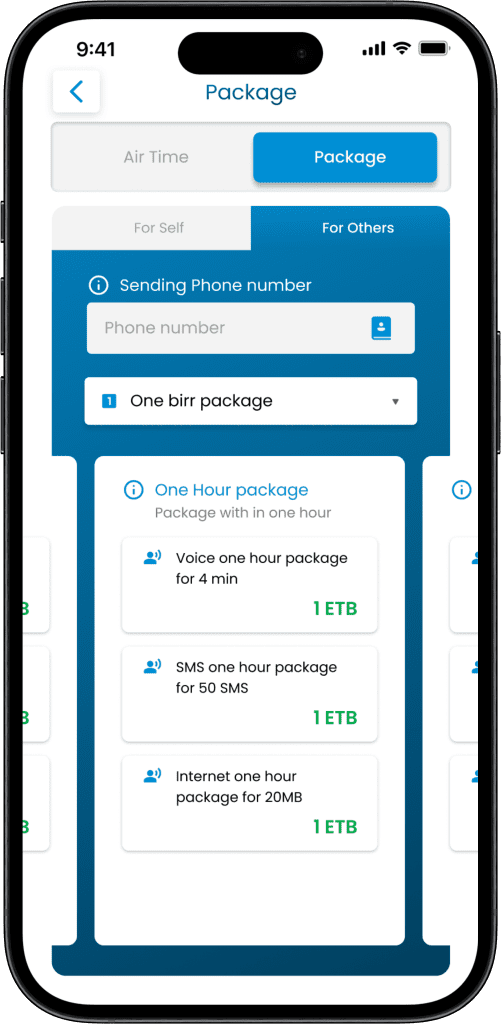 9:41
Package
Air Time
Package
For Self
For Others
Sending Phone number
Phone number
1
One birr package
One Hour package
Package with in one hour
Voice one hour package
for 4 min
1 ETB
SMS one hour package
for 50 SMS
1 ETB
Internet one hour
package for 20MB
1 ETB